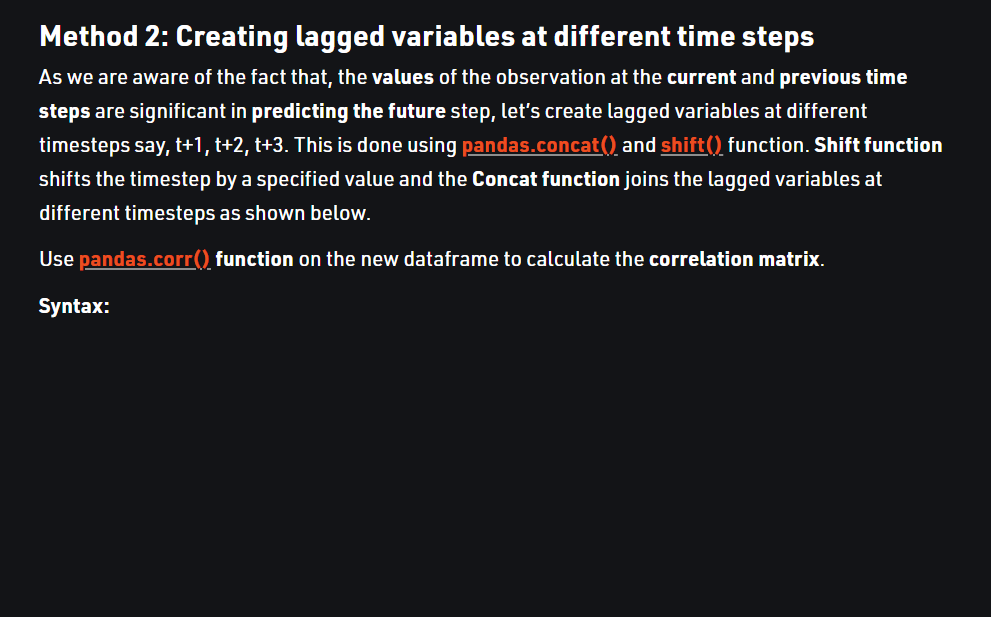 Method 2: Creating lagged variables at different time steps
As we are aware of the fact that, the values of the observation at the current and previous time
steps are significant in predicting the future step, let’s create lagged variables at different
timesteps say, t+1, t+2, t+3. This is done using pandas.concat() and shift() function. Shift function
shifts the timestep by a specified value and the Concat function joins the lagged variables at
different timesteps as shown below.
Use pandas.corr() function on the new dataframe to calculate the correlation matrix.
Syntax: